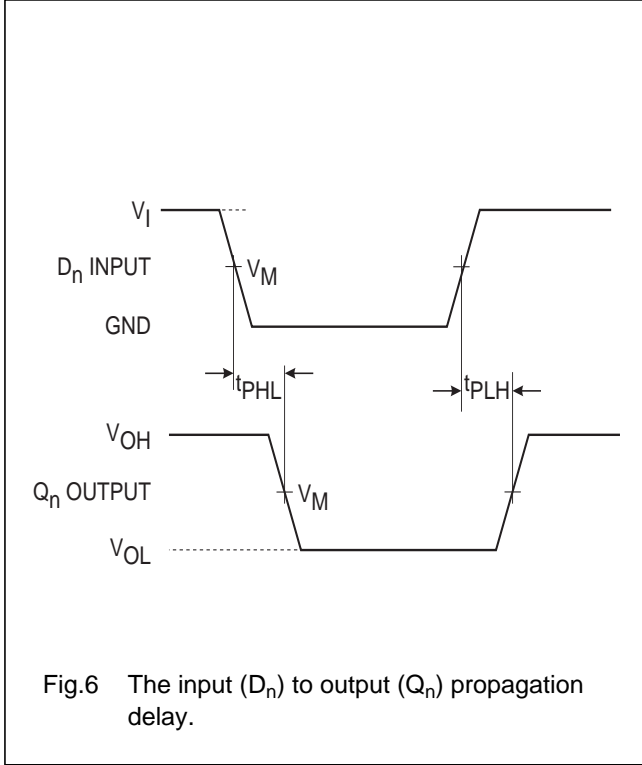 VI
Dn INPUT
VM
GND
tPHL
tPLH
VOH
Qn OUTPUT
VM
VOL
Fig.6 The input (Dn) to output (Qn) propagation
delay.